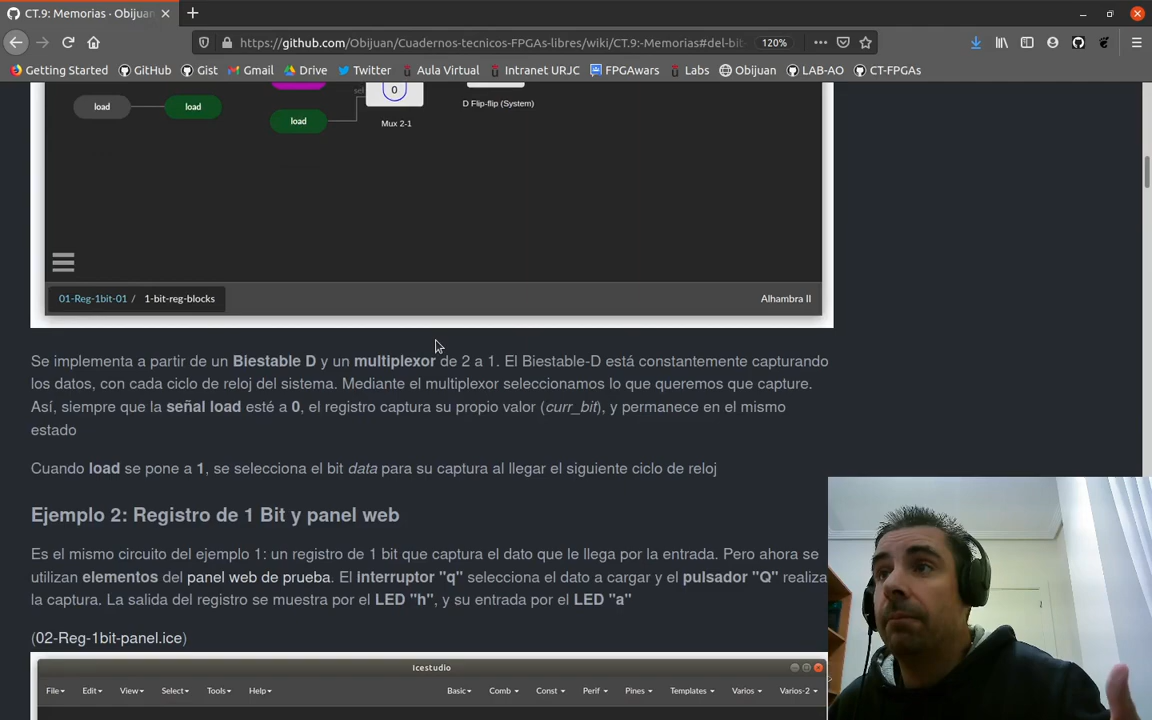 CT.9: Memorias · Obijuan
https://github.com/Obijuan/Cuadernos-tecnicos-FPGAs-libres/wiki/CT.9:-Memorias#del-bit-
120%
Getting Started
GitHub
Gist
Gmail
Drive
Twitter
Aula Virtual
Intranet URJC
FPGAwars
Labs
Obijuan
LAB-AO
CT-FPGAs
load
load
load
sel
0
Mux 2-1
D Flip-flip (System)
01-Reg-1bit-01 / 1-bit-reg-blocks
Alhambra II
Se implementa a partir de un Biestable D y un multiplexor de 2 a 1. El Biestable-D está constantemente capturando
los datos, con cada ciclo de reloj del sistema. Mediante el multiplexor seleccionamos lo que queremos que capture.
Así, siempre que la señal load esté a 0, el registro captura su propio valor (curr_bit), y permanece en el mismo
estado
Cuando load se pone a 1, se selecciona el bit data para su captura al llegar el siguiente ciclo de reloj
Ejemplo 2: Registro de 1 Bit y panel web
Es el mismo circuito del ejemplo 1: un registro de 1 bit que captura el dato que le llega por la entrada. Pero ahora se
utilizan elementos del panel web de prueba. El interruptor "q" selecciona el dato a cargar y el pulsador "Q" realiza
la captura. La salida del registro se muestra por el LED "h", y su entrada por el LED "a"
(02-Reg-1bit-panel.ice)
Icestudio
File Edit View Select Tools Help Basic Comb Const Perif Pines Templates Varios Varios-2